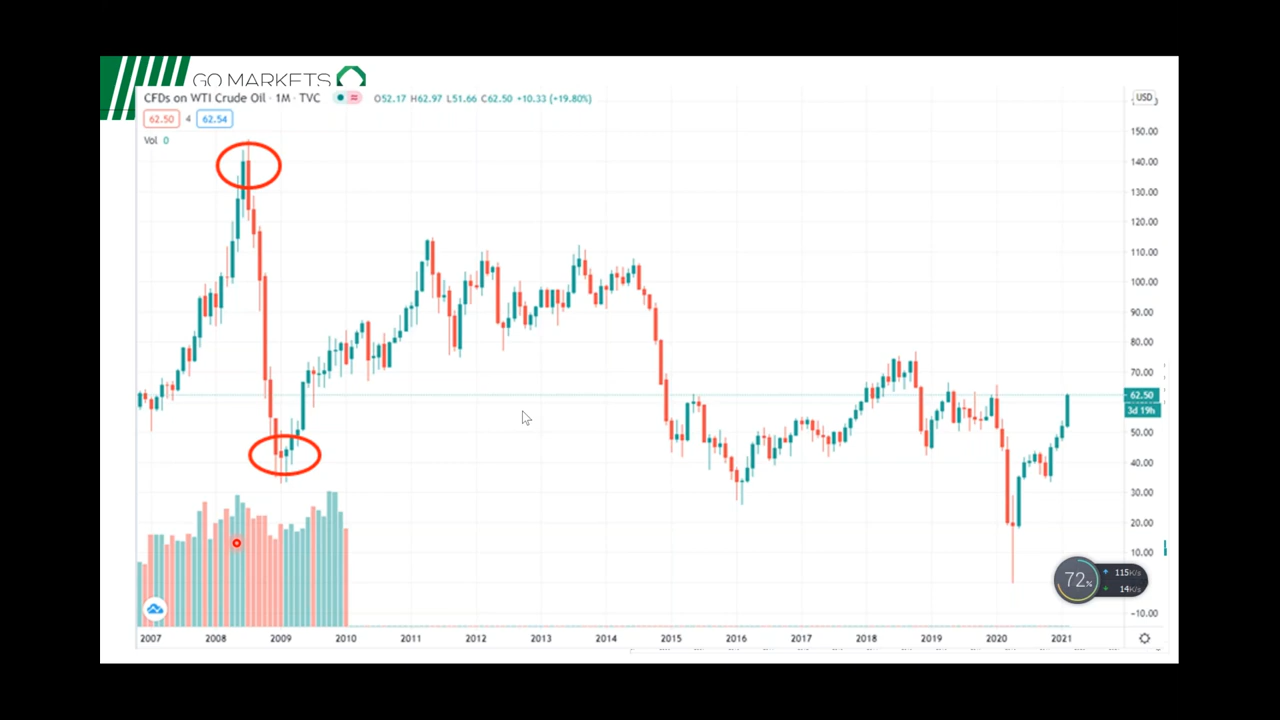 GO MARKETS
CFDs on WTI Crude Oil · 1M · TVC O52.17 H62.97 L51.66 C62.50 +10.33 (+19.80%)
USD
62.50 4 62.54
Vol 0
150.00
140.00
130.00
120.00
110.00
100.00
90.00
80.00
70.00
62.50
3d 19h
50.00
40.00
30.00
20.00
10.00
-10.00
72%
115K/s
14K/s
2007 2008 2009 2010 2011 2012 2013 2014 2015 2016 2017 2018 2019 2020 2021